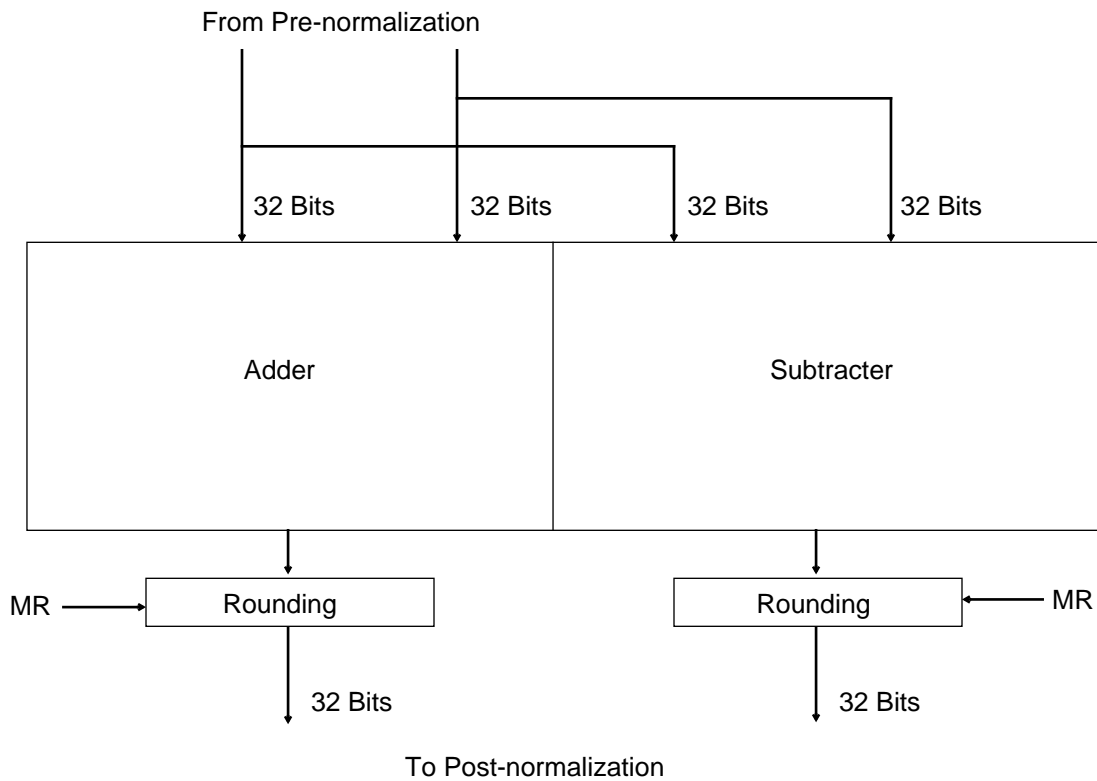 From Pre-normalization
32 Bits
32 Bits
32 Bits
32 Bits
Adder
Subtracter
MR
Rounding
Rounding
MR
32 Bits
32 Bits
To Post-normalization